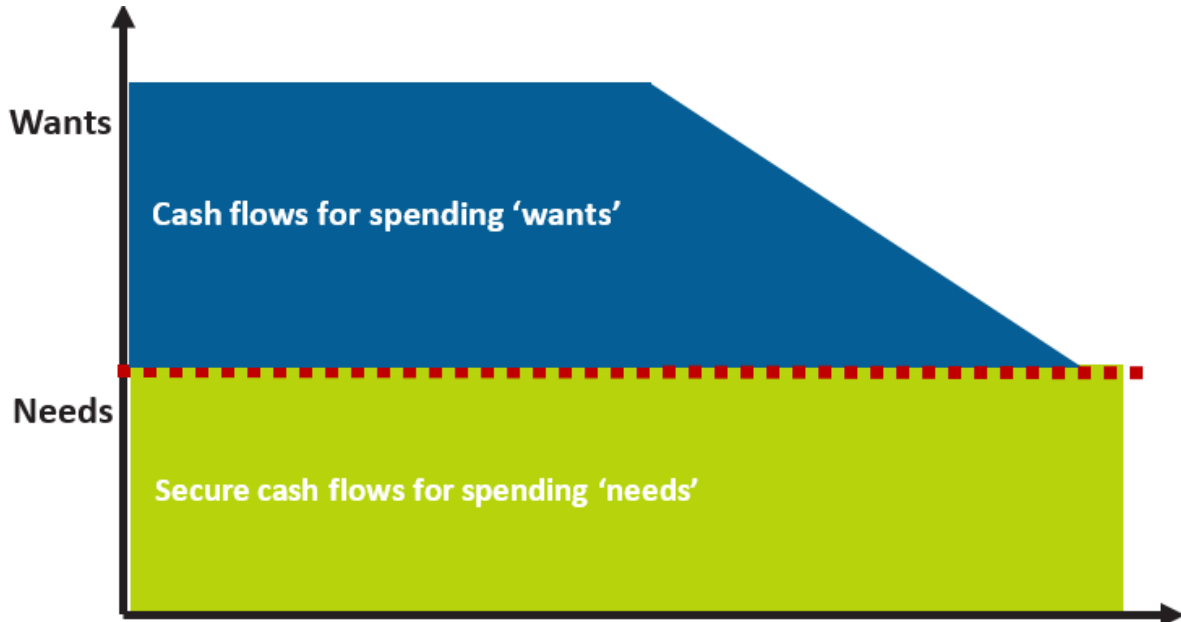 Wants
Cash flows for spending ‘wants’
Needs
Secure cash flows for spending ‘needs’